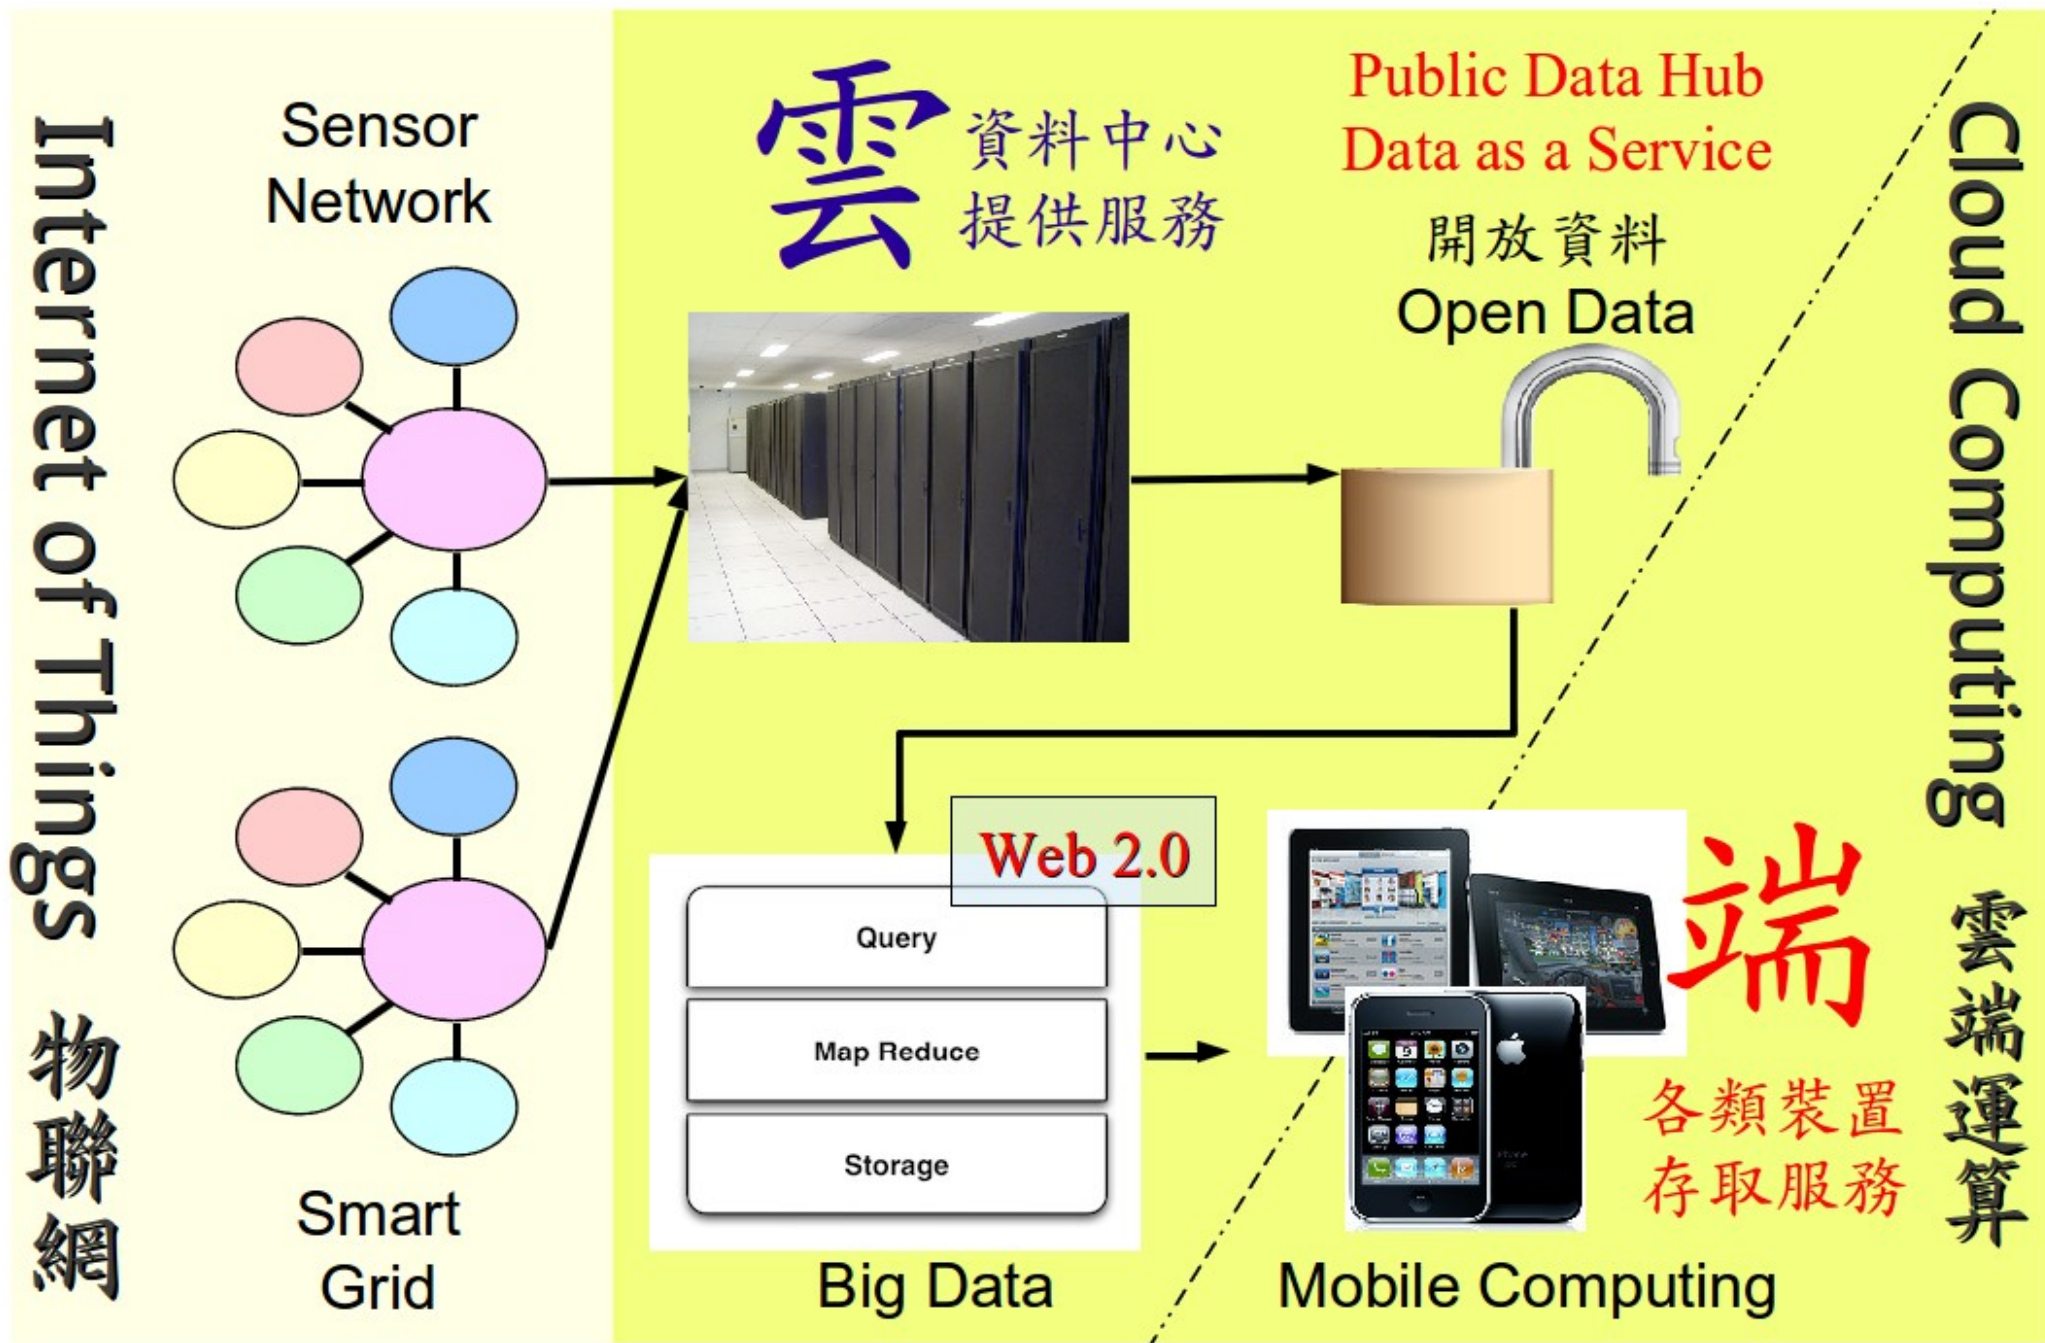 Internet of Things 物聯網
Sensor
Network
Smart
Grid
雲
資料中心
提供服務
Public Data Hub
Data as a Service
開放資料
Open Data
Web 2.0
Query
Map Reduce
Storage
Big Data
端
各類裝置
存取服務
Mobile Computing
Cloud Computing 雲端運算